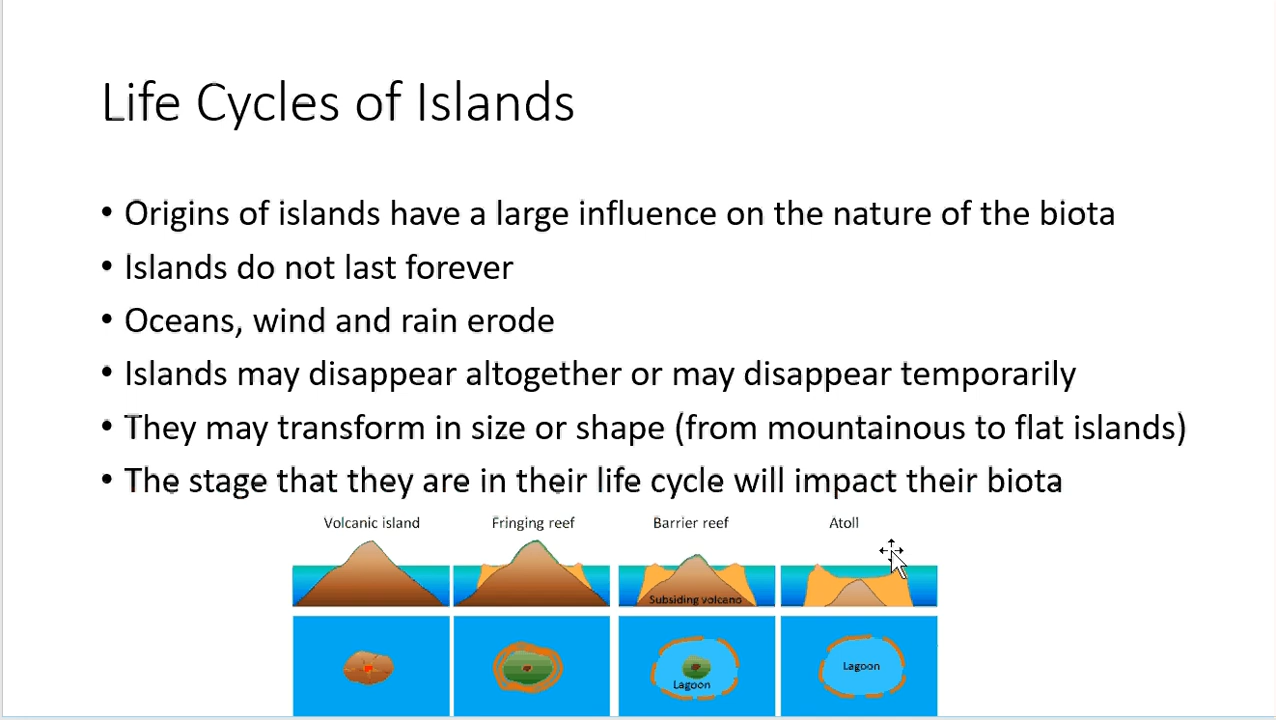 Life Cycles of Islands
• Origins of islands have a large influence on the nature of the biota
• Islands do not last forever
• Oceans, wind and rain erode
• Islands may disappear altogether or may disappear temporarily
• They may transform in size or shape (from mountainous to flat islands)
• The stage that they are in their life cycle will impact their biota
Volcanic island
Fringing reef
Barrier reef
Atoll
Subsiding volcano
Lagoon
Lagoon